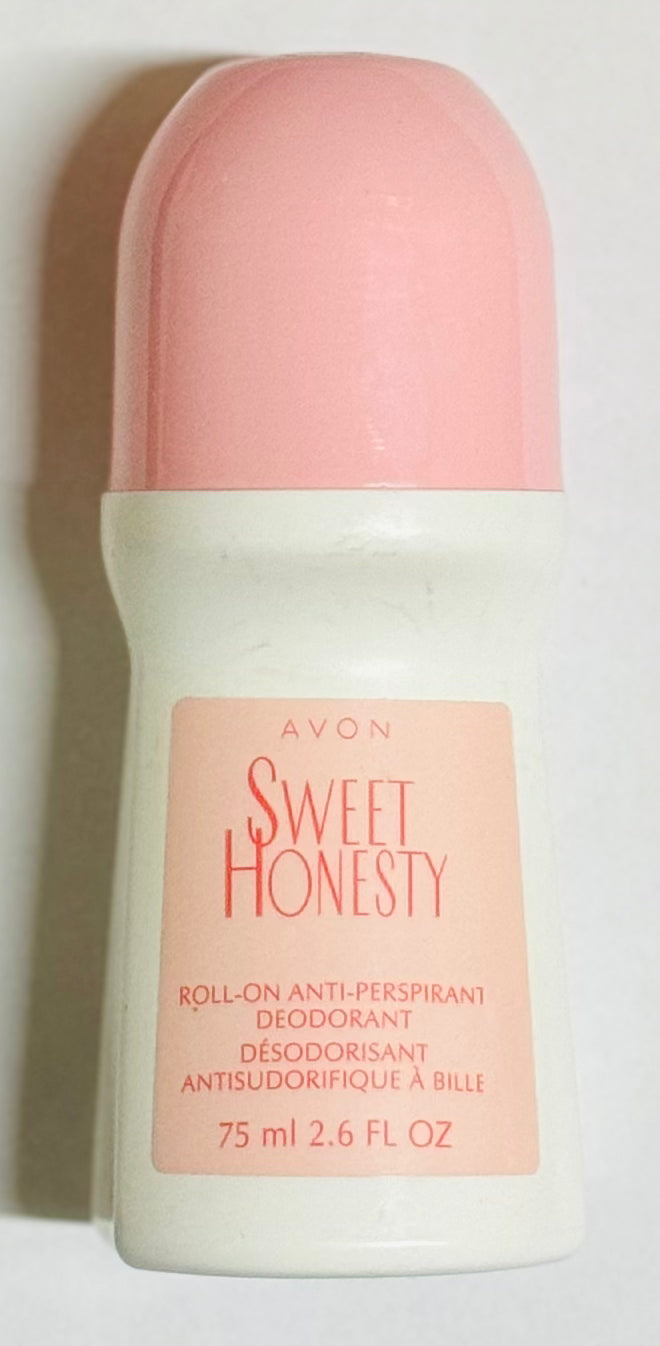 AVON
SWEET
HONESTY
ROLL-ON ANTI-PERSPIRANT
DEODORANT
DÉSODORISANT
ANTISUDORIFIQUE À BILLE
75 ml 2.6 FL OZ